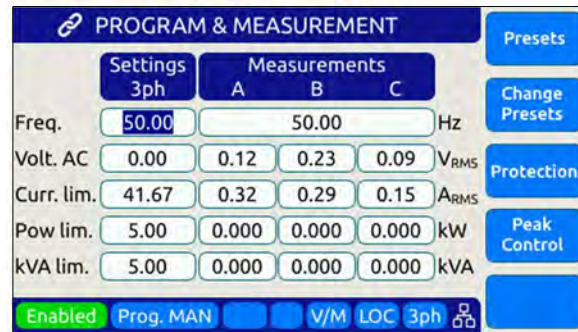 PROGRAM & MEASUREMENT
Presets
Settings 3ph Measurements A B C
Change Presets
Freq. 50.00 50.00 Hz
Volt. AC 0.00 0.12 0.23 0.09 VRMS
Protection
Curr. lim. 41.67 0.32 0.29 0.15 ARMS
Pow lim. 5.00 0.000 0.000 0.000 kW
Peak Control
kVA lim. 5.00 0.000 0.000 0.000 kVA
Enabled Prog. MAN V/M LOC 3ph